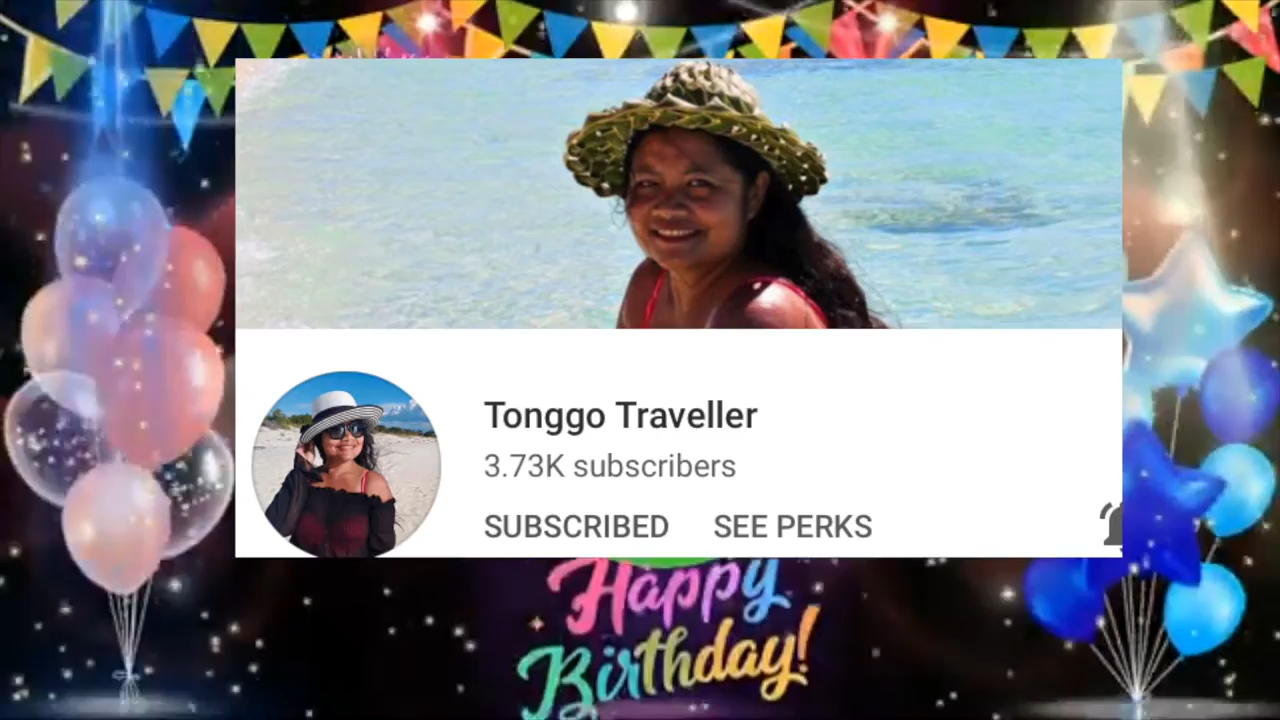 Tonggo Traveller
3.73K subscribers
SUBSCRIBED SEE PERKS
Happy
Birthday!